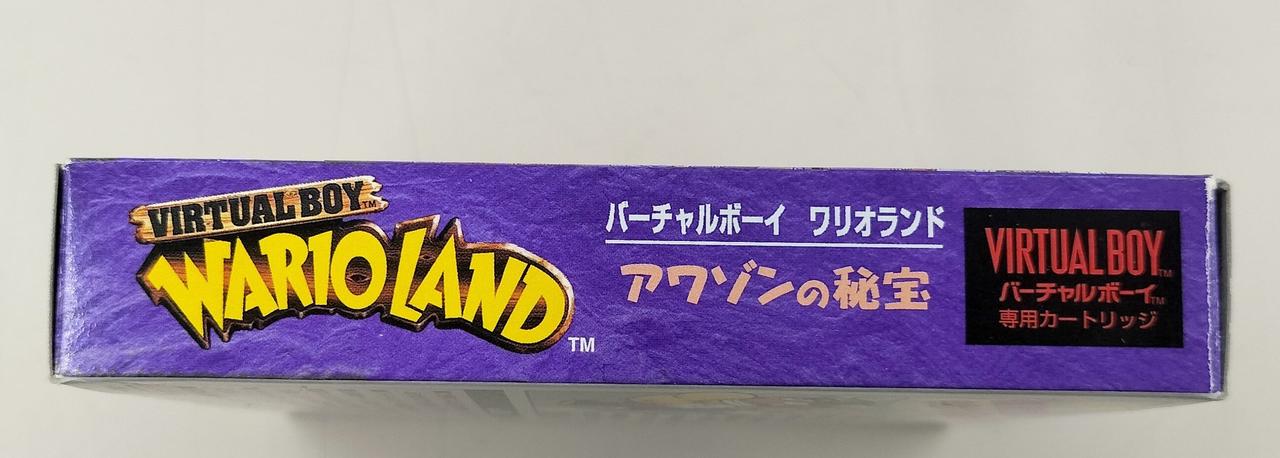 VIRTUAL BOY™
WARIO LAND™
バーチャルボーイ ワリオランド
アワゾンの秘宝
VIRTUAL BOY™
バーチャルボーイ™
専用カートリッジ